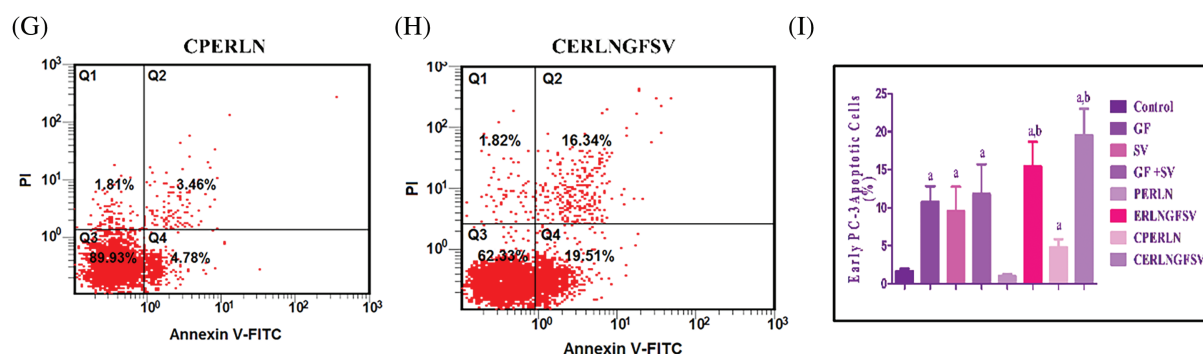 (G)
CPERLN
10³
10²
10¹
10⁰
PI
Q1
Q2
1.81%
3.46%
Q3
Q4
89.93%
4.78%
10⁰
10¹
10²
10³
Annexin V-FITC
(H)
CERLNGFSV
10³
10²
10¹
10⁰
PI
Q1
Q2
1.82%
16.34%
Q3
Q4
62.33%
19.51%
10⁰
10¹
10²
10³
Annexin V-FITC
(I)
Early PC-3Apoptotic Cells
(%)
25
20
15
10
5
0
a
a
a
a,b
a
a,b
Control
GF
SV
GF +SV
PERLN
ERLNGFSV
CPERLN
CERLNGFSV